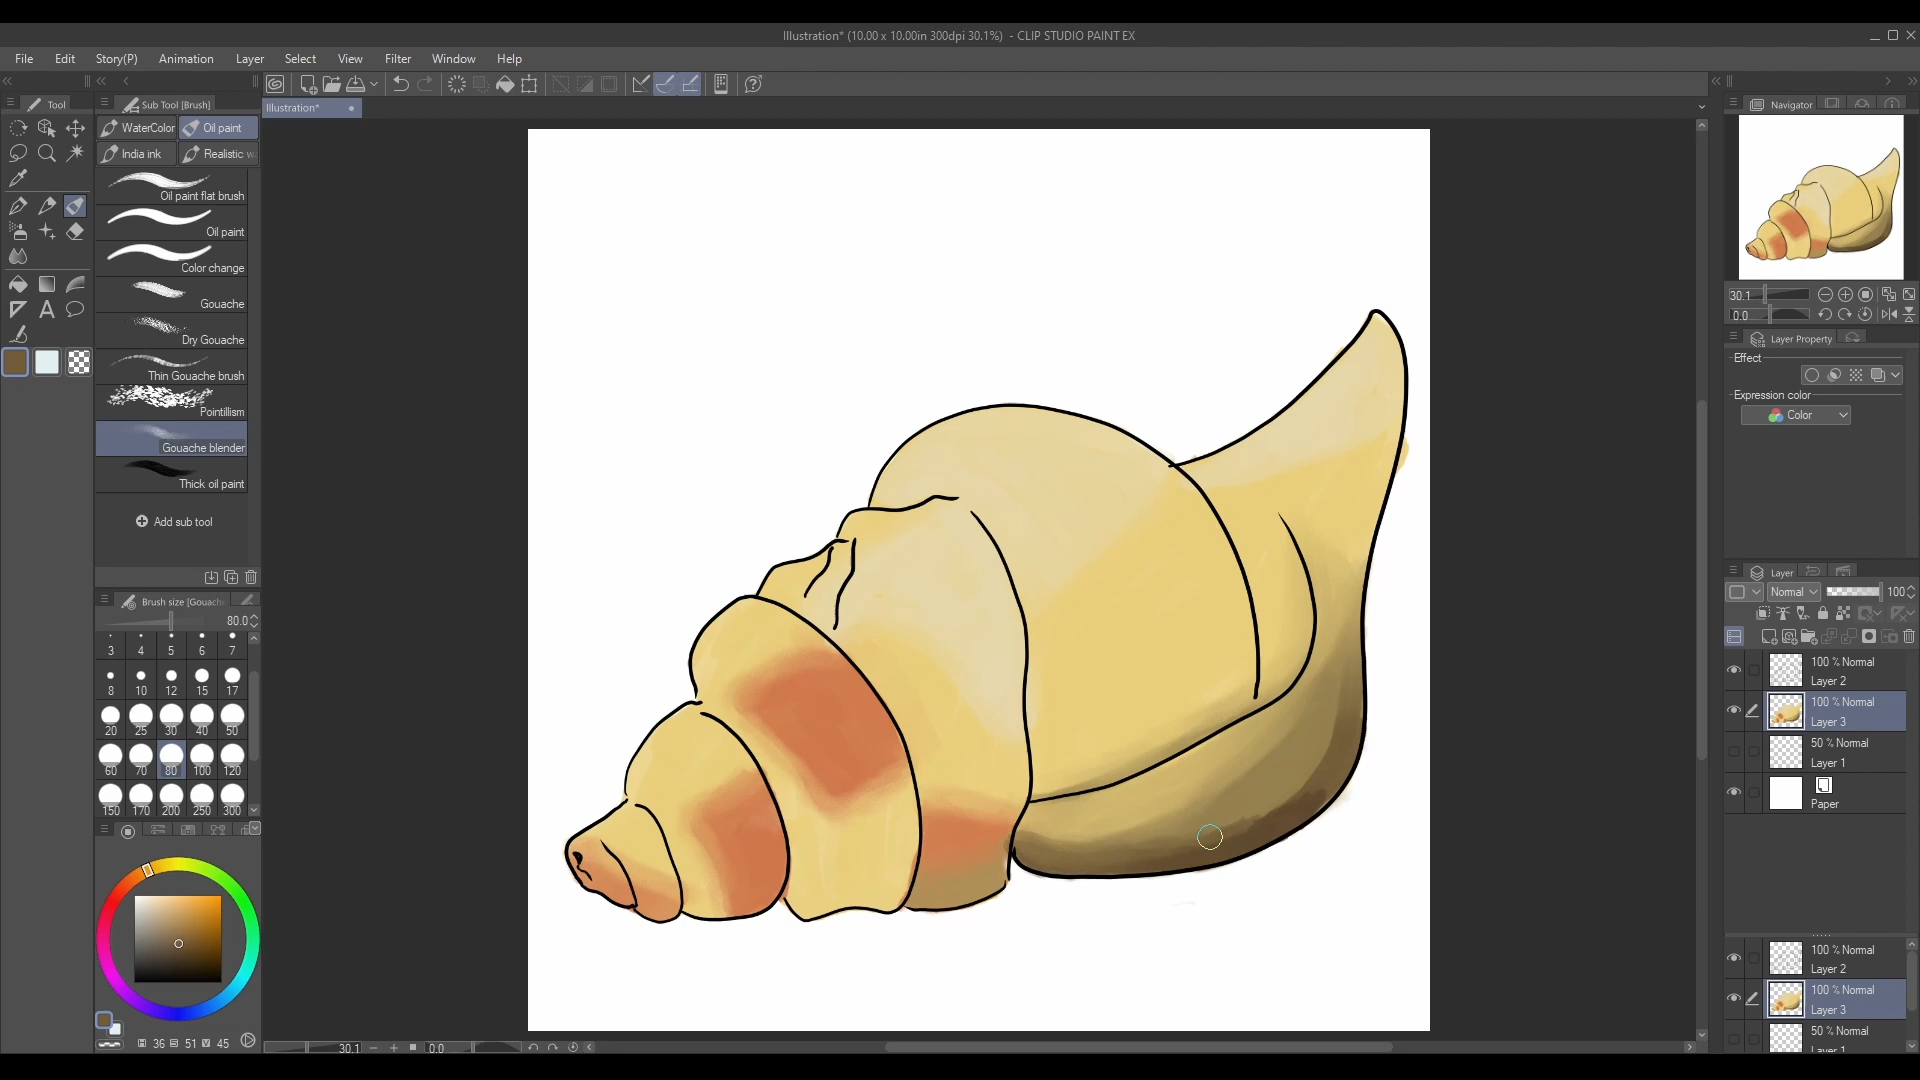 Illustration* (10.00 x 10.00in 300dpi 30.1%) - CLIP STUDIO PAINT EX
File Edit Story(P) Animation Layer Select View Filter Window Help
Illustration*
Tool
Sub Tool [Brush]
WaterColor Oil paint
India ink Realistic
Oil paint flat brush
Oil paint
Color change
Gouache
Dry Gouache
Thin Gouache brush
Pointillism
Gouache blender
Thick oil paint
Add sub tool
Brush size [Gouache
80.0
3 4 5 6 7
8 10 12 15 17
20 25 30 40 50
60 70 80 100 120
150 170 200 250 300
H 36 S 51 V 45
30.1 0.0
Navigator
30.1
0.0
Layer Property
Effect
Expression color
Color
Layer
Normal 100
100 % Normal
Layer 2
100 % Normal
Layer 3
50 % Normal
Layer 1
Paper
100 % Normal
Layer 2
100 % Normal
Layer 3
50 % Normal
Layer 1